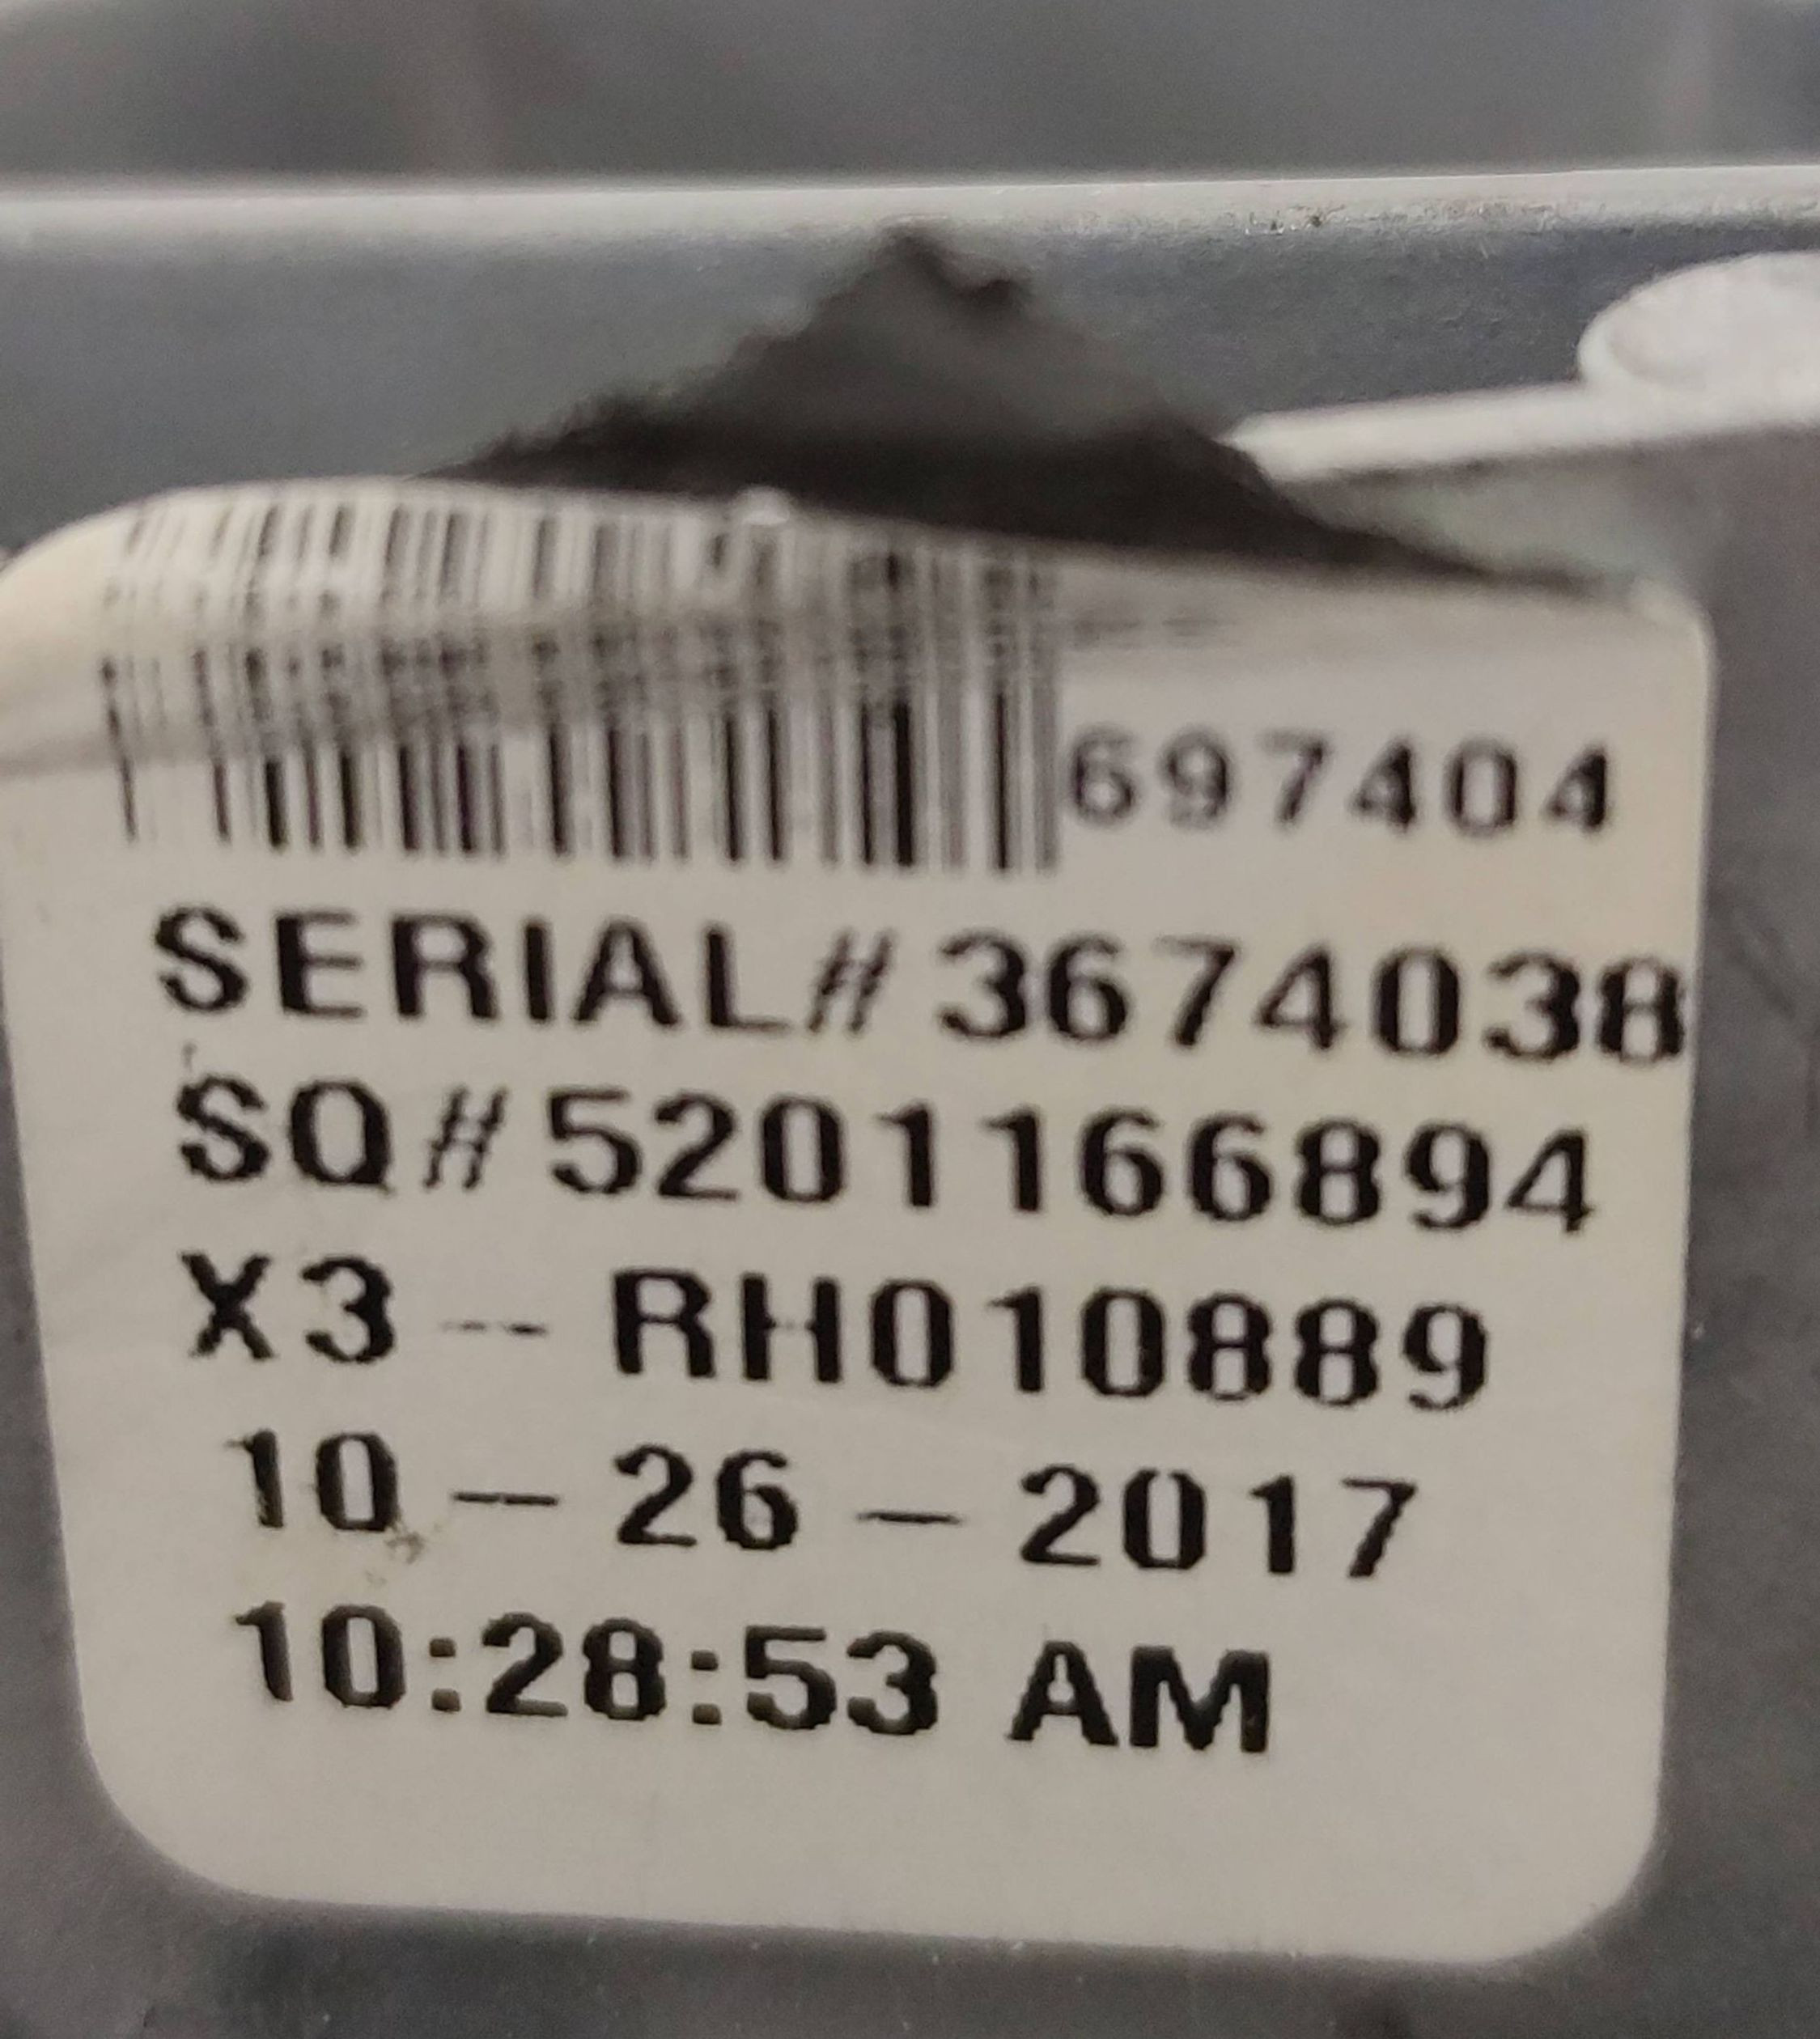 697404
SERIAL# 3674038
SQ# 5201166894
X3 -- RH010889
10 - 26 - 2017
10:28:53 AM